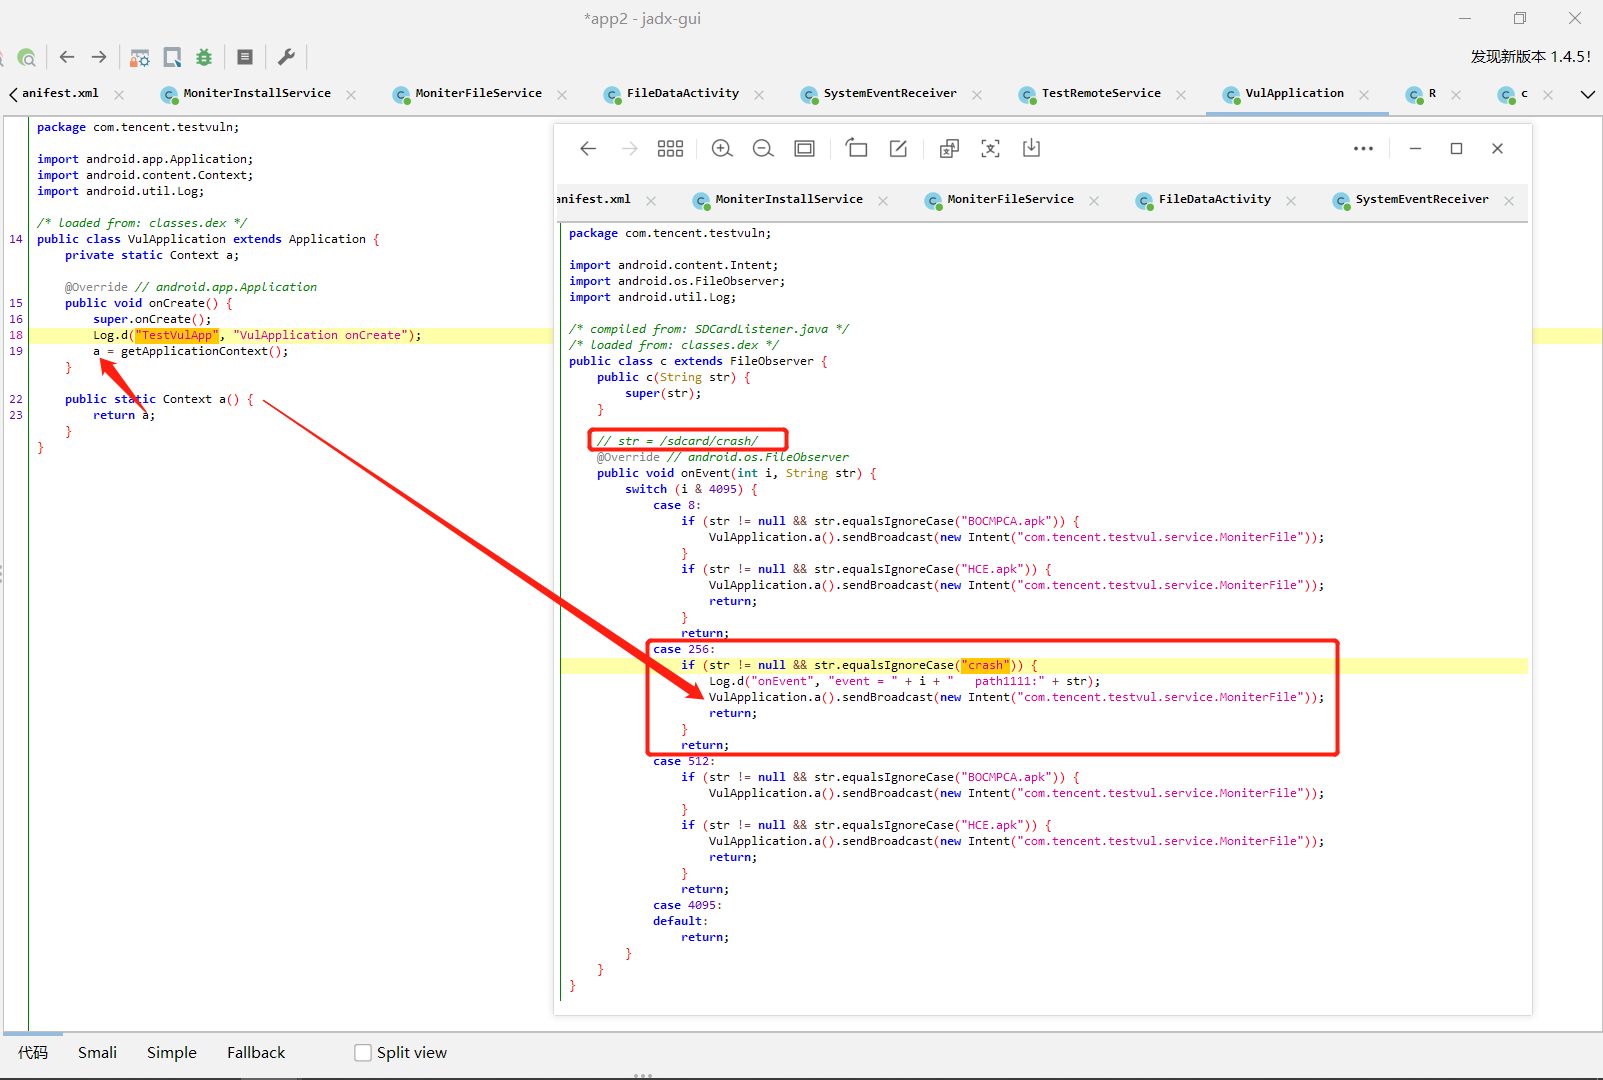 *app2 - jadx-gui
发现新版本 1.4.5!
anifest.xml MoniterInstallService MoniterFileService FileDataActivity SystemEventReceiver TestRemoteService VulApplication R c
package com.tencent.testvuln;
import android.app.Application;
import android.content.Context;
import android.util.Log;
/* loaded from: classes.dex */
14 public class VulApplication extends Application {
private static Context a;
@Override // android.app.Application
15 public void onCreate() {
16 super.onCreate();
18 Log.d("TestVulApp", "VulApplication onCreate");
19 a = getApplicationContext();
}
22 public static Context a() {
23 return a;
}
}
anifest.xml MoniterInstallService MoniterFileService FileDataActivity SystemEventReceiver
package com.tencent.testvuln;
import android.content.Intent;
import android.os.FileObserver;
import android.util.Log;
/* compiled from: SDCardListener.java */
/* loaded from: classes.dex */
public class c extends FileObserver {
public c(String str) {
super(str);
}
// str = /sdcard/crash/
@Override // android.os.FileObserver
public void onEvent(int i, String str) {
switch (i & 4095) {
case 8:
if (str != null && str.equalsIgnoreCase("BOCMPCA.apk")) {
VulApplication.a().sendBroadcast(new Intent("com.tencent.testvul.service.MoniterFile"));
}
if (str != null && str.equalsIgnoreCase("HCE.apk")) {
VulApplication.a().sendBroadcast(new Intent("com.tencent.testvul.service.MoniterFile"));
return;
}
return;
case 256:
if (str != null && str.equalsIgnoreCase("crash")) {
Log.d("onEvent", "event = " + i + "   path1111:" + str);
VulApplication.a().sendBroadcast(new Intent("com.tencent.testvul.service.MoniterFile"));
return;
}
return;
case 512:
if (str != null && str.equalsIgnoreCase("BOCMPCA.apk")) {
VulApplication.a().sendBroadcast(new Intent("com.tencent.testvul.service.MoniterFile"));
}
if (str != null && str.equalsIgnoreCase("HCE.apk")) {
VulApplication.a().sendBroadcast(new Intent("com.tencent.testvul.service.MoniterFile"));
return;
}
return;
case 4095:
default:
return;
}
}
}
代码 Smali Simple Fallback Split view